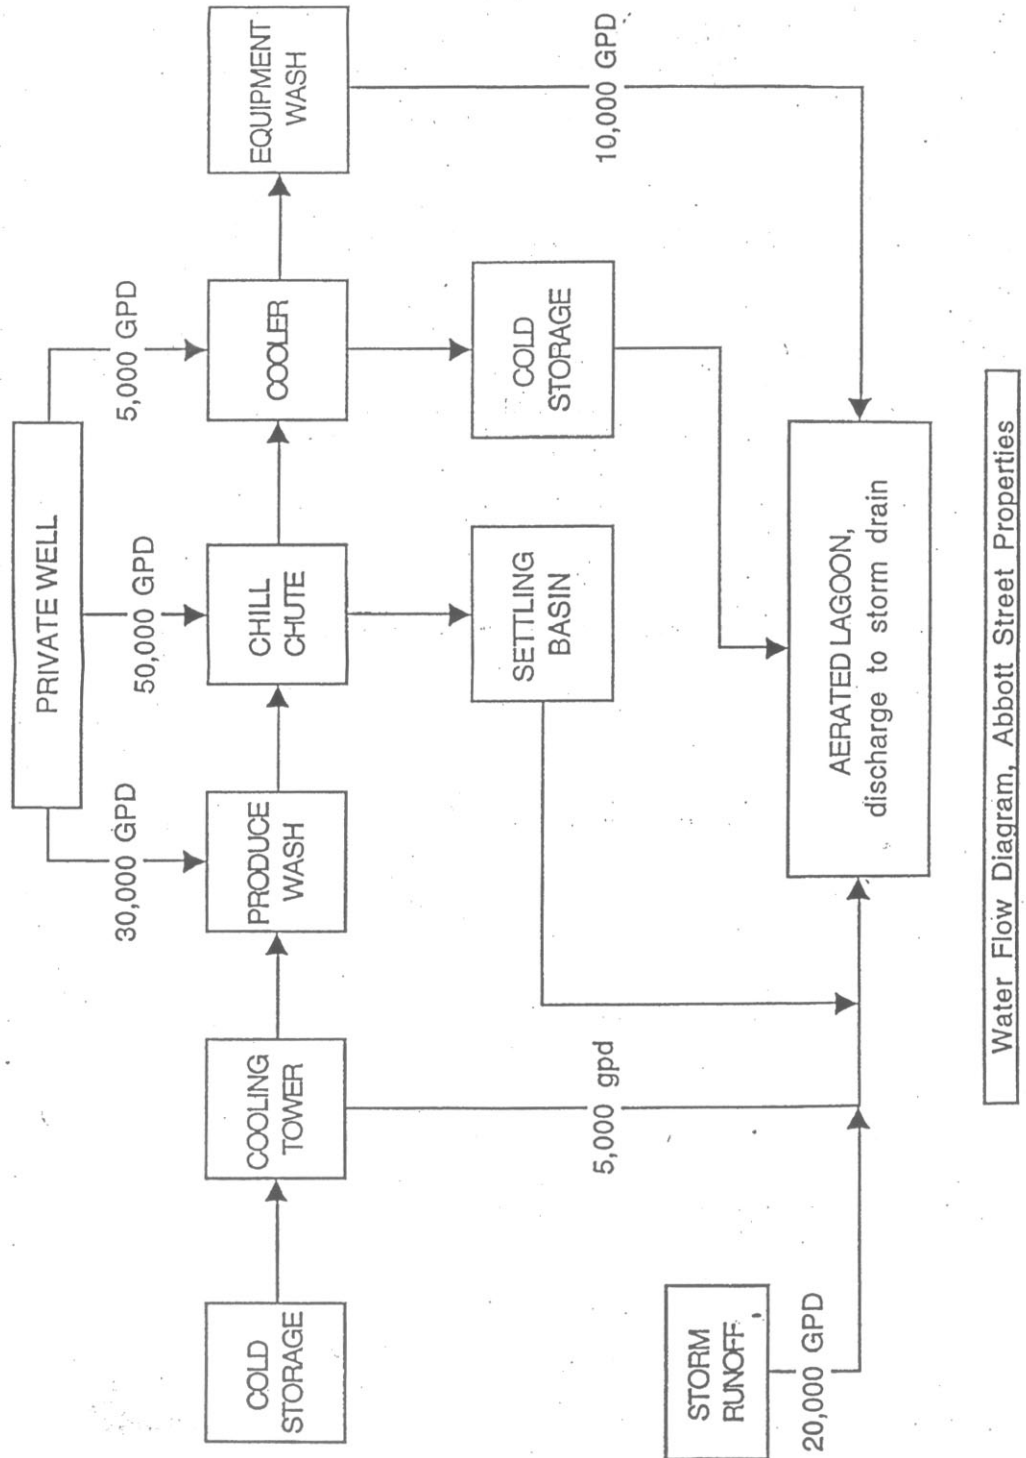 PRIVATE WELL
30,000 GPD
50,000 GPD
5,000 GPD
COLD
STORAGE
COOLING
TOWER
PRODUCE
WASH
CHILL
CHUTE
COOLER
EQUIPMENT
WASH
SETTLING
BASIN
COLD
STORAGE
5,000 gpd
10,000 GPD
STORM
RUNOFF
20,000 GPD
AERATED LAGOON,
discharge to storm drain
Water Flow Diagram, Abbott Street Properties